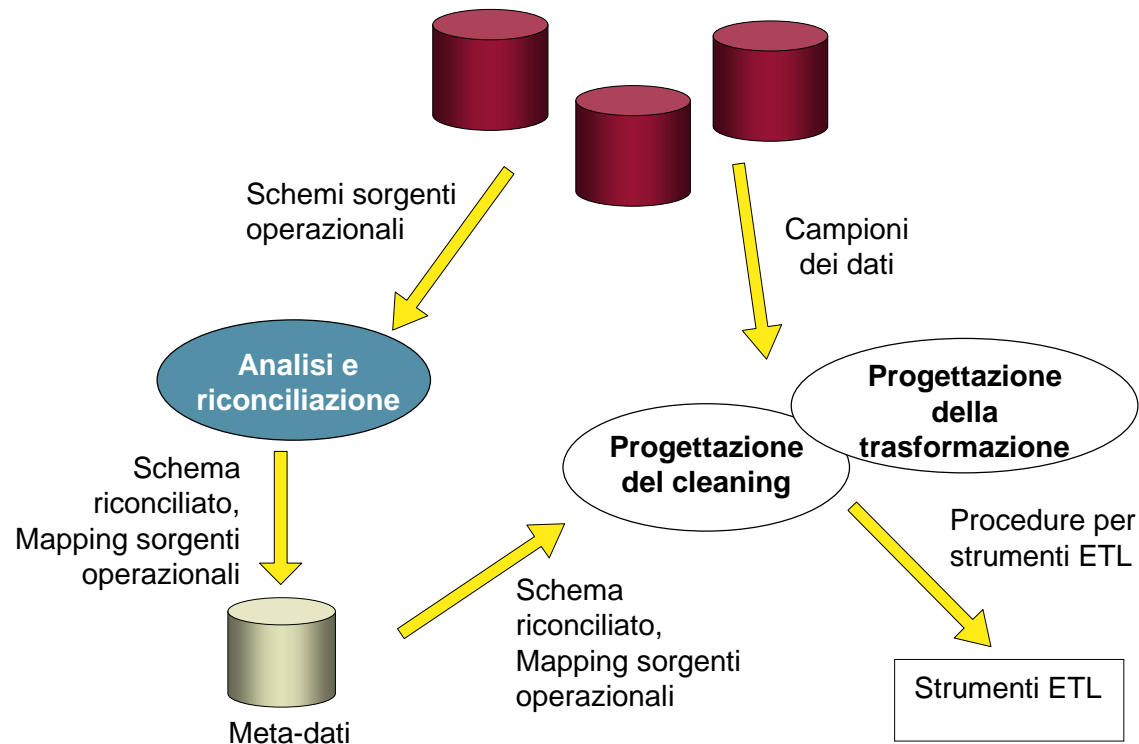 Schemi sorgenti
operazionali
Campioni
dei dati
Analisi e
riconciliazione
Progettazione
della
trasformazione
Progettazione
del cleaning
Schema
riconciliato,
Mapping sorgenti
operazionali
Procedure per
strumenti ETL
Schema
riconciliato,
Mapping sorgenti
operazionali
Strumenti ETL
Meta-dati